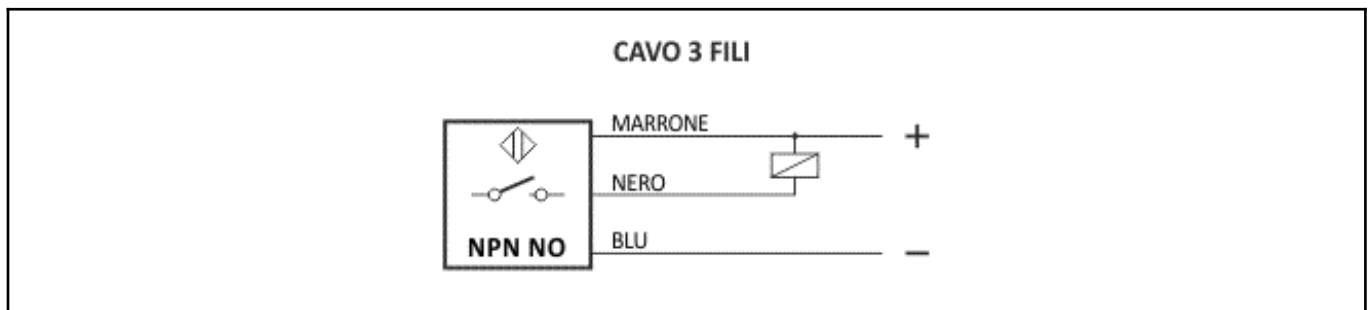 CAVO 3 FILI
MARRONE
+
NERO
NPN NO
BLU
−